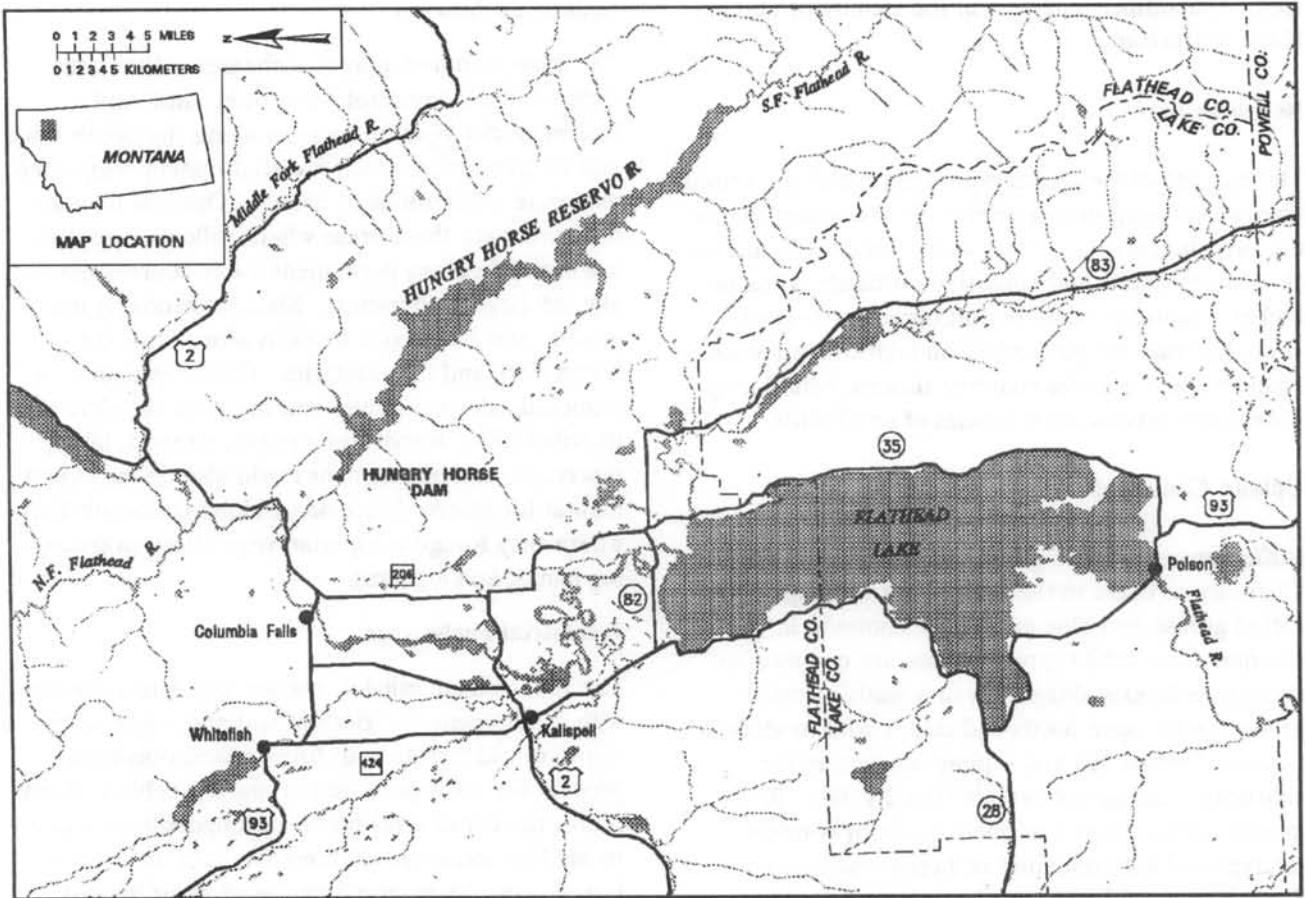 0 1 2 3 4 5 MILES
0 1 2 3 4 5 KILOMETERS
N
MONTANA
MAP LOCATION
Middle Fork Flathead R.
2
S.F. Flathead R.
FLATHEAD CO.
LAKE CO.
POWELL CO.
HUNGRY HORSE RESERVOIR
83
HUNGRY HORSE
DAM
35
93
N.F. Flathead R.
206
82
FLATHEAD
LAKE
Polson
Flathead R.
Columbia Falls
FLATHEAD CO.
LAKE CO.
Whitefish
424
Kalispell
2
93
28